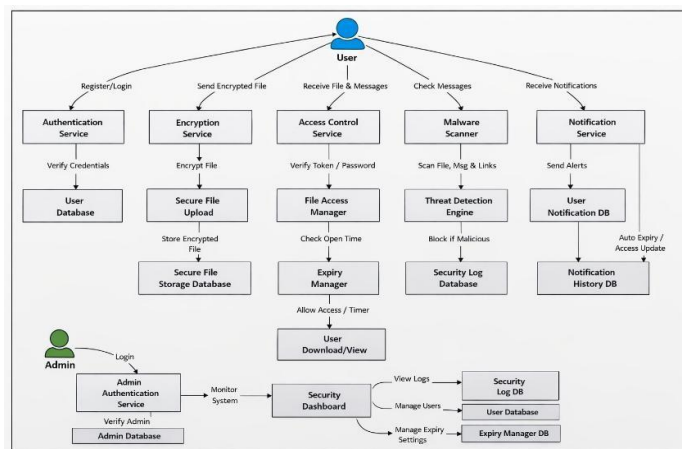 User
Register/Login
Send Encrypted File
Receive File & Messages
Check Messages
Receive Notifications
Authentication
Service
Encryption
Service
Access Control
Service
Malware
Scanner
Notification
Service
Verify Credentials
Encrypt File
Verify Token / Password
Scan File, Msg & Links
Send Alerts
User
Database
Secure File
Upload
File Access
Manager
Threat Detection
Engine
User
Notification DB
Store Encrypted
File
Check Open Time
Block if Malicious
Auto Expiry /
Access Update
Secure File
Storage Database
Expiry
Manager
Security Log
Database
Notification
History DB
Allow Access / Timer
User
Download/View
Admin
Login
Admin
Authentication
Service
Verify Admin
Admin Database
Monitor
System
Security
Dashboard
View Logs
Security
Log DB
Manage Users
User Database
Manage Expiry
Settings
Expiry Manager DB